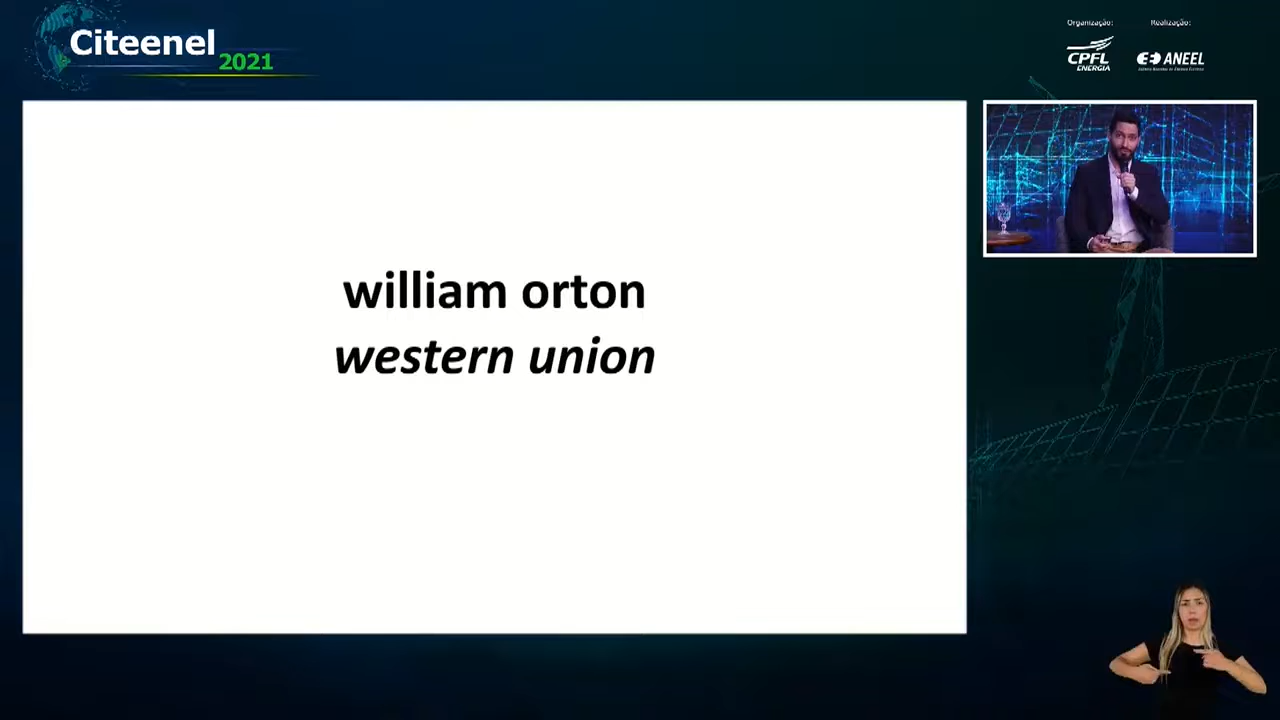 Citeenel
2021
Organização:
Realização:
CPFL
ENERGIA
ANEEL
william orton
western union